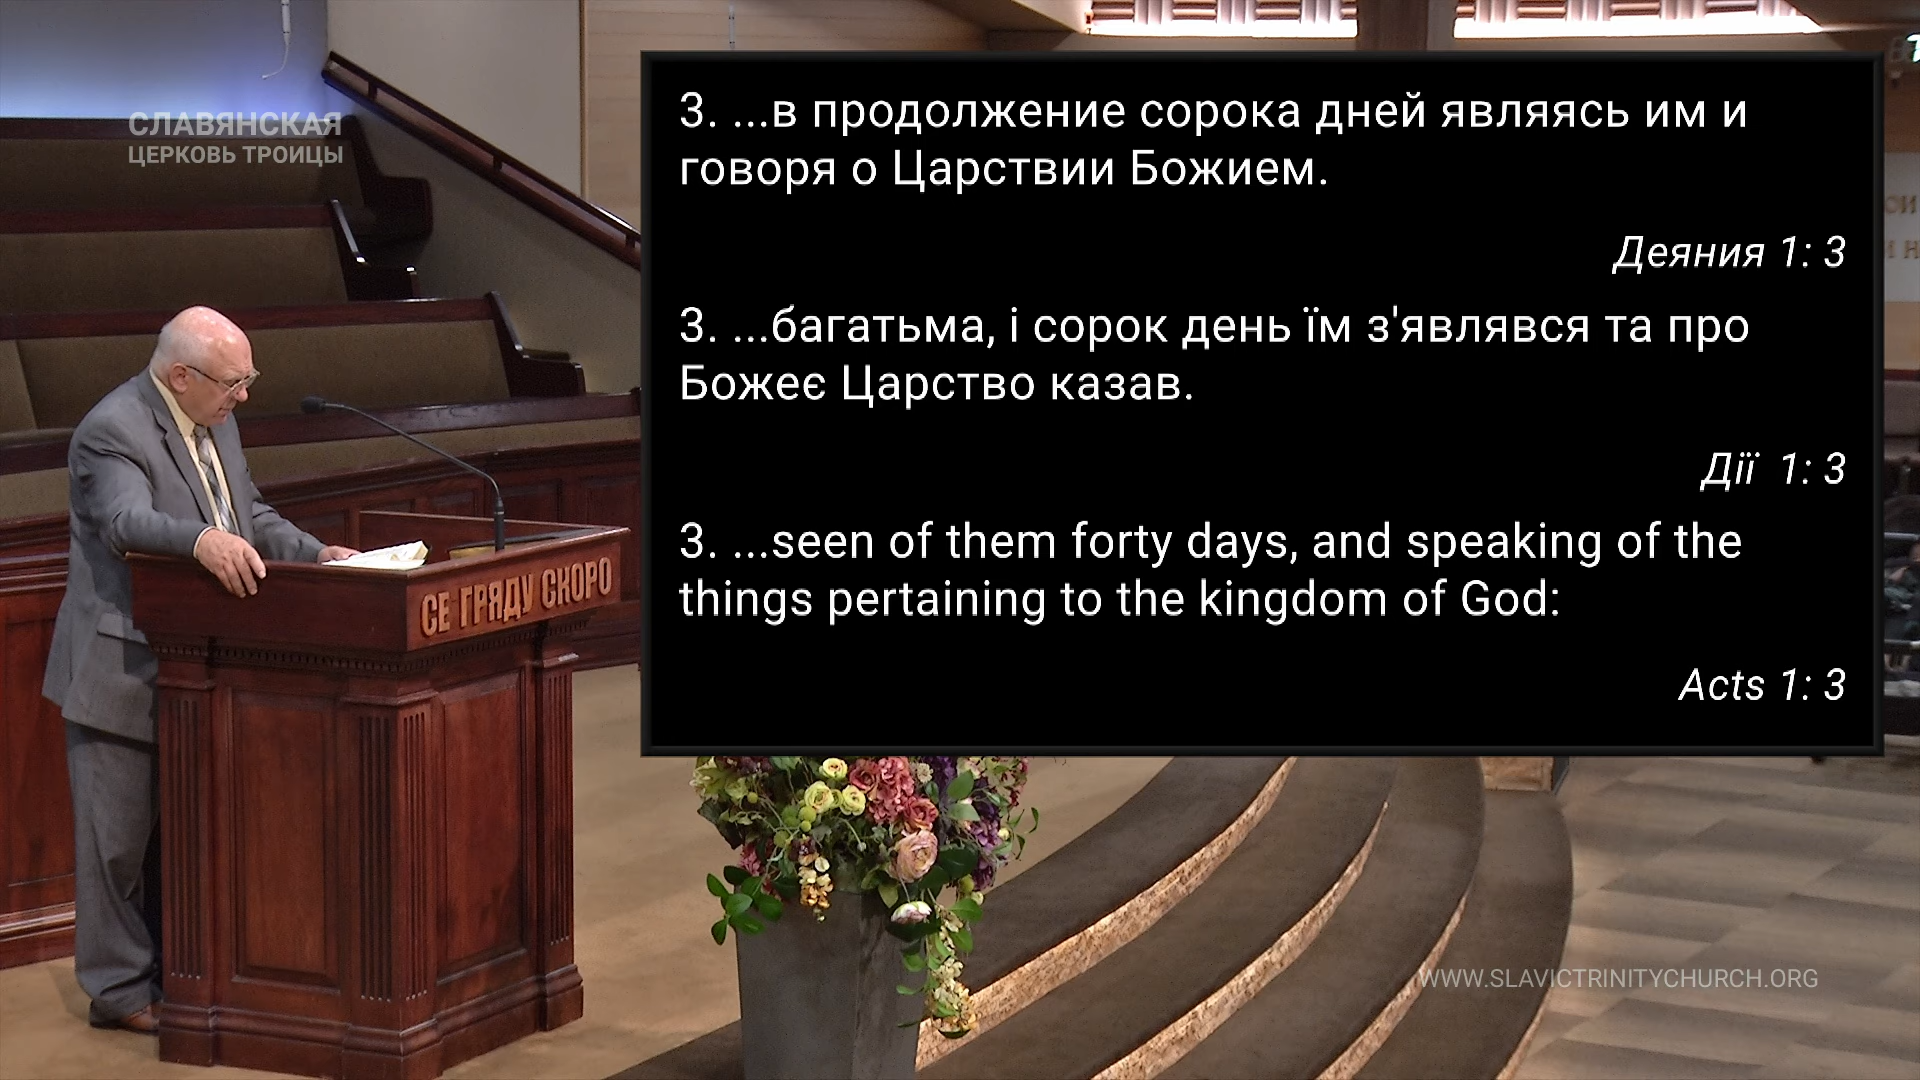 СЛАВЯНСКАЯ
ЦЕРКОВЬ ТРОИЦЫ
3. ...в продолжение сорока дней являясь им и
говоря о Царствии Божием.
Деяния 1: 3
3. ...багатьма, і сорок день їм з'являвся та про
Божеє Царство казав.
Дії 1: 3
3. ...seen of them forty days, and speaking of the
things pertaining to the kingdom of God:
Acts 1: 3
СЕ ГРЯДУ СКОРО
WWW.SLAVICTRINITYCHURCH.ORG